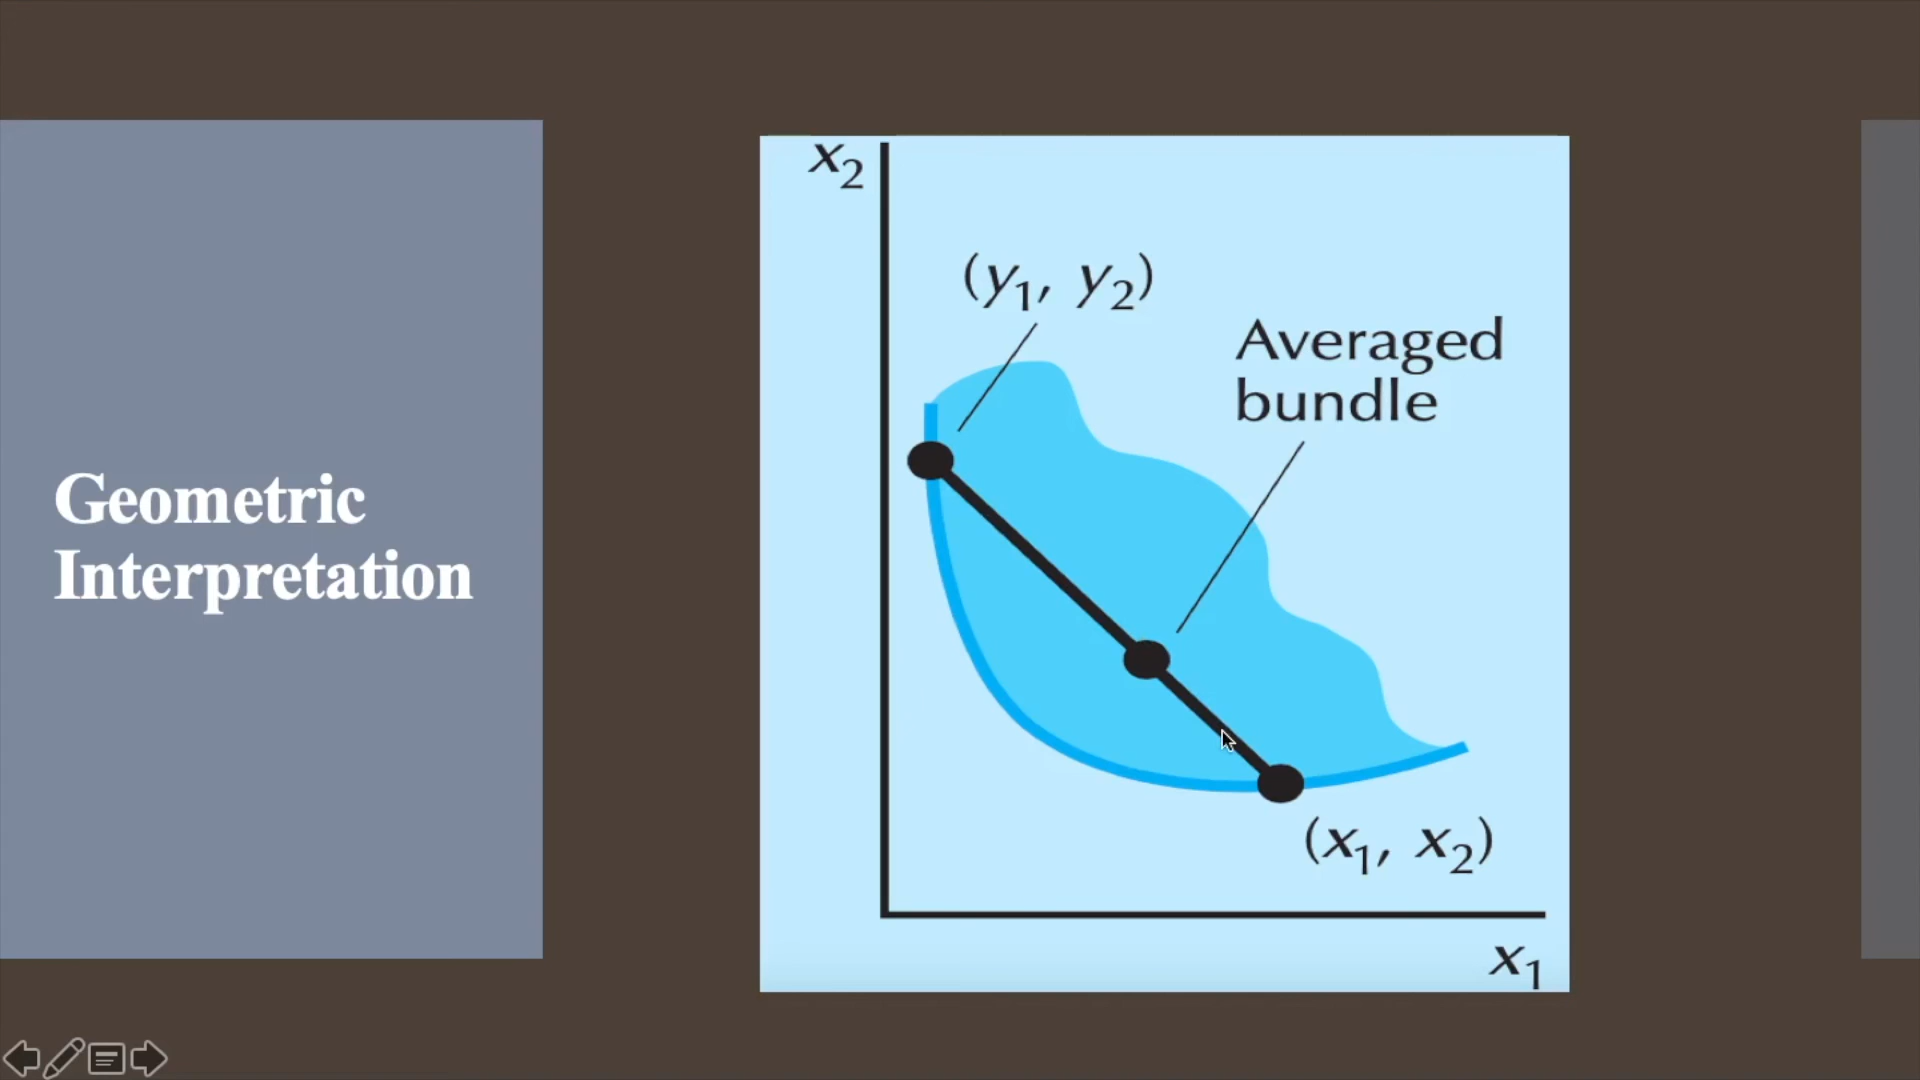 Geometric
Interpretation
x₂
(y₁, y₂)
Averaged
bundle
(x₁, x₂)
x₁